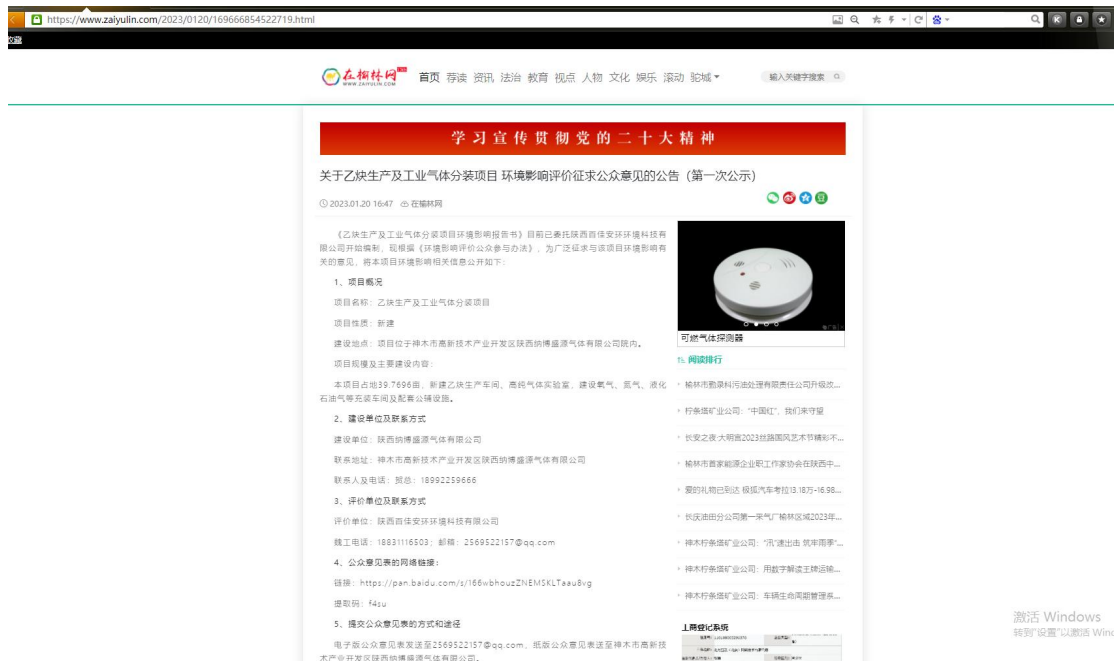 https://www.zaiyulin.com/2023/0120/169666854522719.html
收藏
在榆林网
WWW.ZAIYULIN.COM
首页 荐读 资讯 法治 教育 视点 人物 文化 娱乐 滚动 驼城
输入关键字搜索
学习宣传贯彻党的二十大精神
关于乙炔生产及工业气体分装项目 环境影响评价征求公众意见的公告（第一次公示）
2023.01.20 16:47 在榆林网
《乙炔生产及工业气体分装项目环境影响报告书》目前已委托陕西百佳安环环境科技有
限公司开始编制，现根据《环境影响评价公众参与办法》，为广泛征求与该项目环境影响有
关的意见，将本项目环境影响相关信息公开如下：
1、项目概况
项目名称：乙炔生产及工业气体分装项目
项目性质：新建
建设地点：项目位于神木市高新技术产业开发区陕西纳博盛源气体有限公司院内。
项目规模及主要建设内容：
本项目占地39.7696亩，新建乙炔生产车间、高纯气体实验室，建设氧气、氮气、液化
石油气等充装车间及配套公辅设施。
2、建设单位及联系方式
建设单位：陕西纳博盛源气体有限公司
联系地址：神木市高新技术产业开发区陕西纳博盛源气体有限公司
联系人及电话：贺总：18992259666
3、评价单位及联系方式
评价单位：陕西百佳安环环境科技有限公司
魏工电话：18831116503；邮箱：2569522157@qq.com
4、公众意见表的网络链接：
链接：https://pan.baidu.com/s/166wbhouzZNEMSKLTaau8vg
提取码：f4su
5、提交公众意见表的方式和途径
电子版公众意见表发送至2569522157@qq.com，纸版公众意见表送至神木市高新技
术产业开发区陕西纳博盛源气体有限公司。
可燃气体探测器
阅读排行
榆林市勤录科污油处理有限责任公司升级改...
柠条塔矿业公司：“中国红”，我们来守望
长安之夜·大明宫2023丝路国风艺术节精彩不...
榆林市首家能源企业职工作家协会在陕西中...
爱的礼物已到达 极狐汽车考拉13.18万-16.98...
长庆油田分公司第一采气厂榆林区域2023年...
神木柠条塔矿业公司：“汛”速出击 筑牢雨季“...
神木柠条塔矿业公司：用数字解读王牌运输...
神木柠条塔矿业公司：车辆生命周期管理系...
工商登记系统
激活 Windows
转到“设置”以激活 Wind